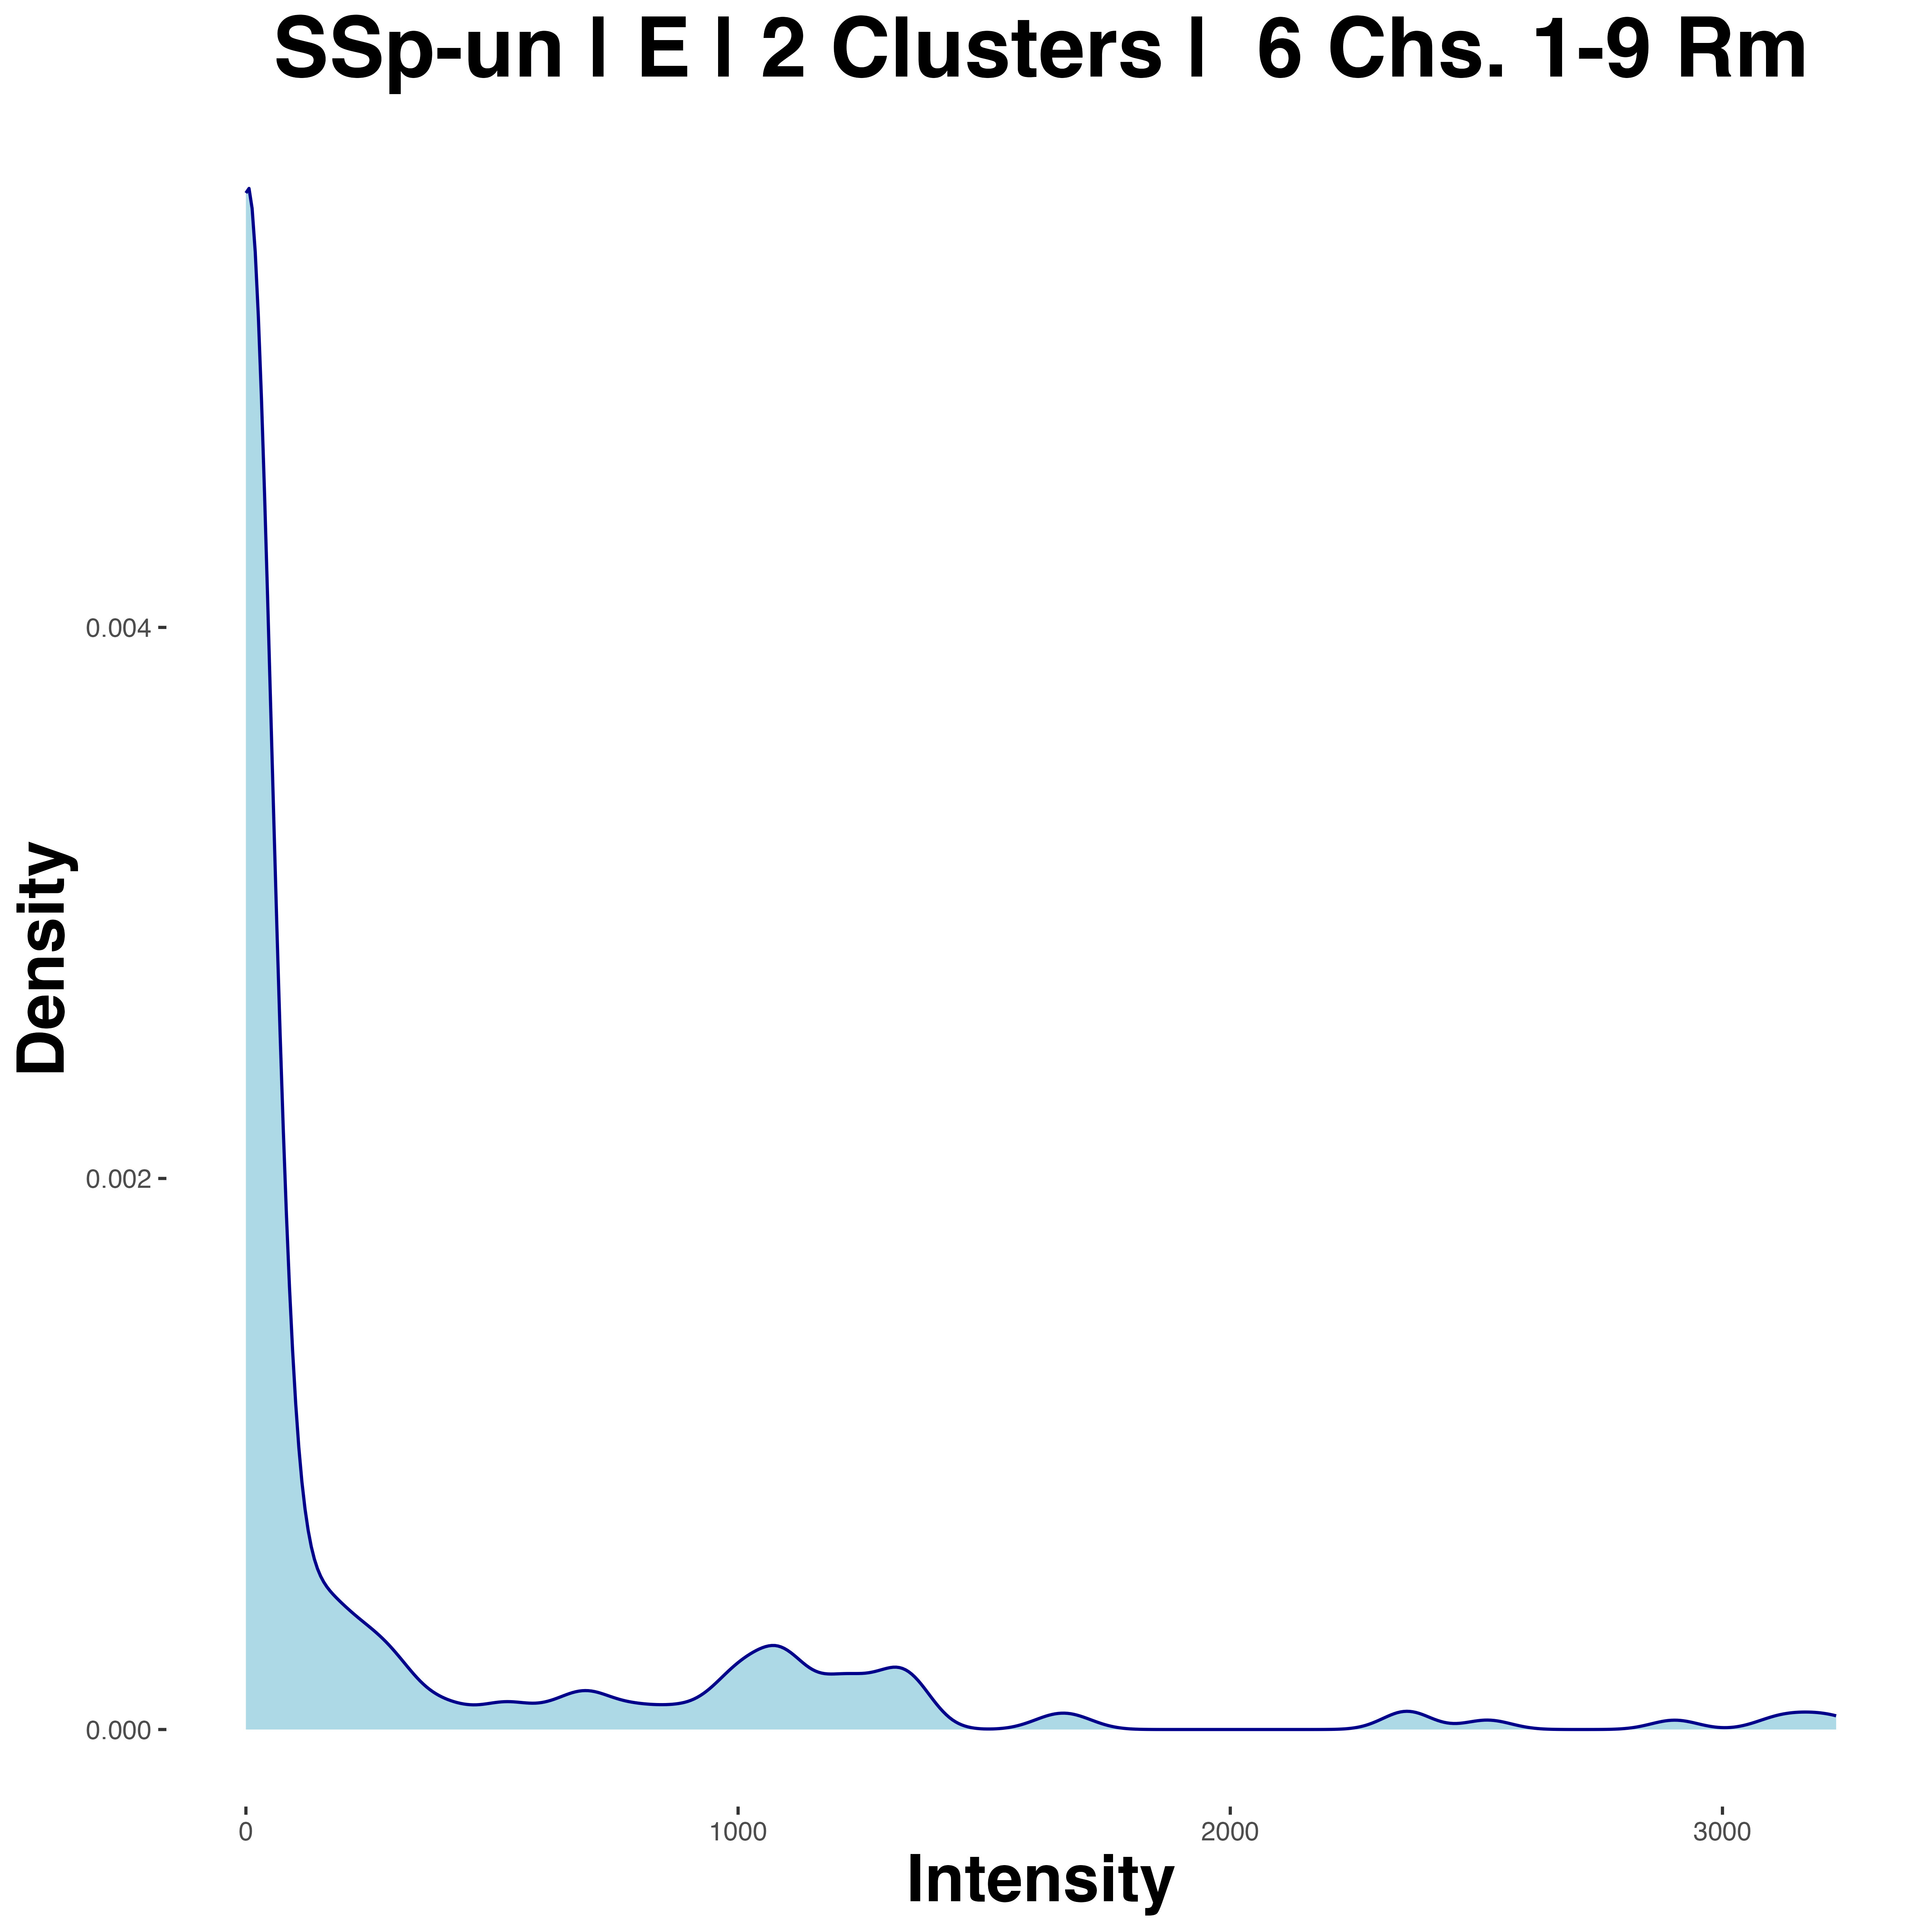 SSp-un | E | 2 Clusters |  6 Chs. 1-9 Rm
Density
0.004
0.002
0.000
0
1000
2000
3000
Intensity